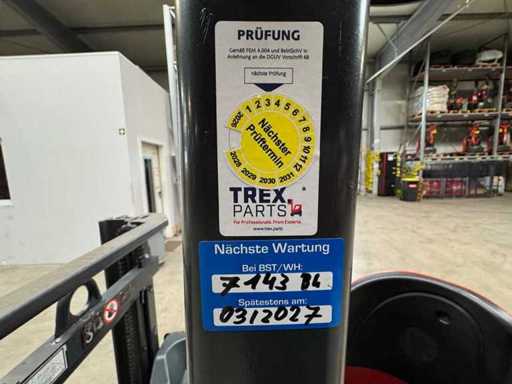 PRÜFUNG
Gemäß FEM 4.004 und BetrSichV in
Anlehnung an die DGUV Vorschrift 68
nächste Prüfung
1 2 3 4 5 6 7 8 9 10 11 12
Nächster
Prüftermin
2026
2028 2029 2030 2031
TREX.
PARTS
For Professionals. From Experts.
www.trex.parts
Nächste Wartung
Bei BST/WH:
7143
Spätestens am:
03/2027